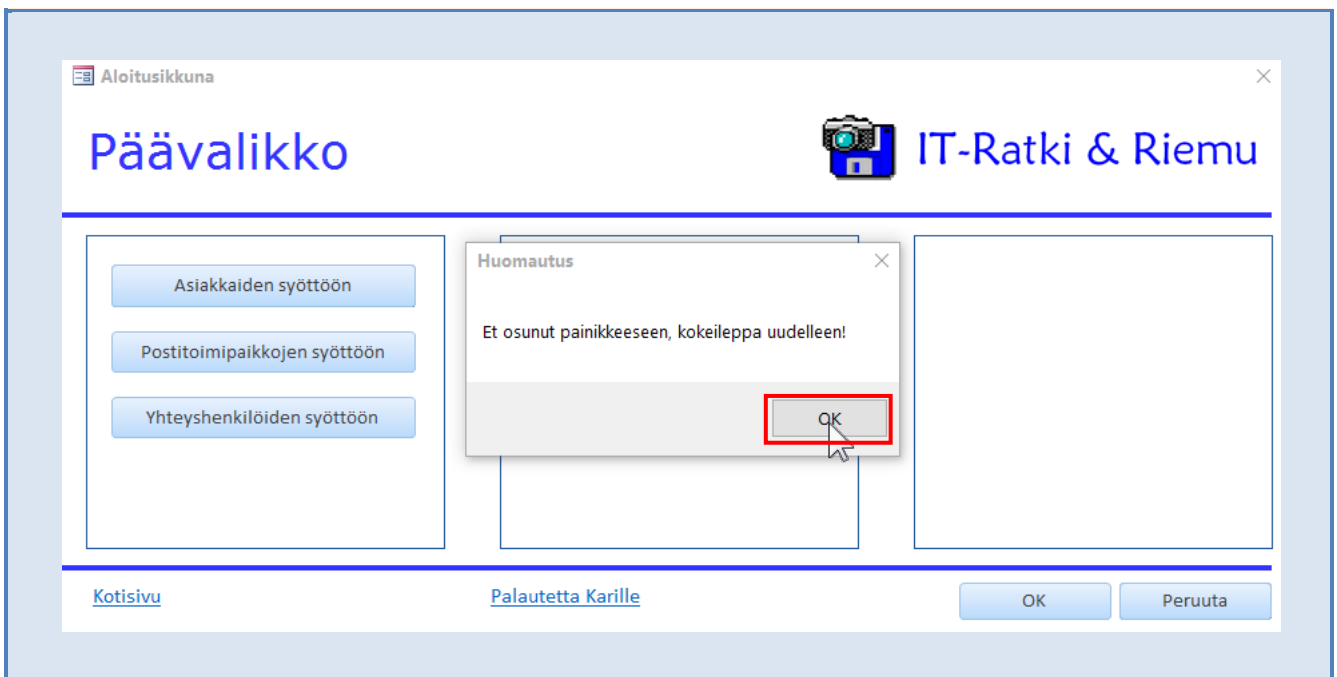 Aloitusikkuna
Päävalikko
IT-Ratki & Riemu
Asiakkaiden syöttöön
Postitoimipaikkojen syöttöön
Yhteyshenkilöiden syöttöön
Huomautus
Et osunut painikkeeseen, kokeileppa uudelleen!
OK
Kotisivu
Palautetta Karille
OK
Peruuta